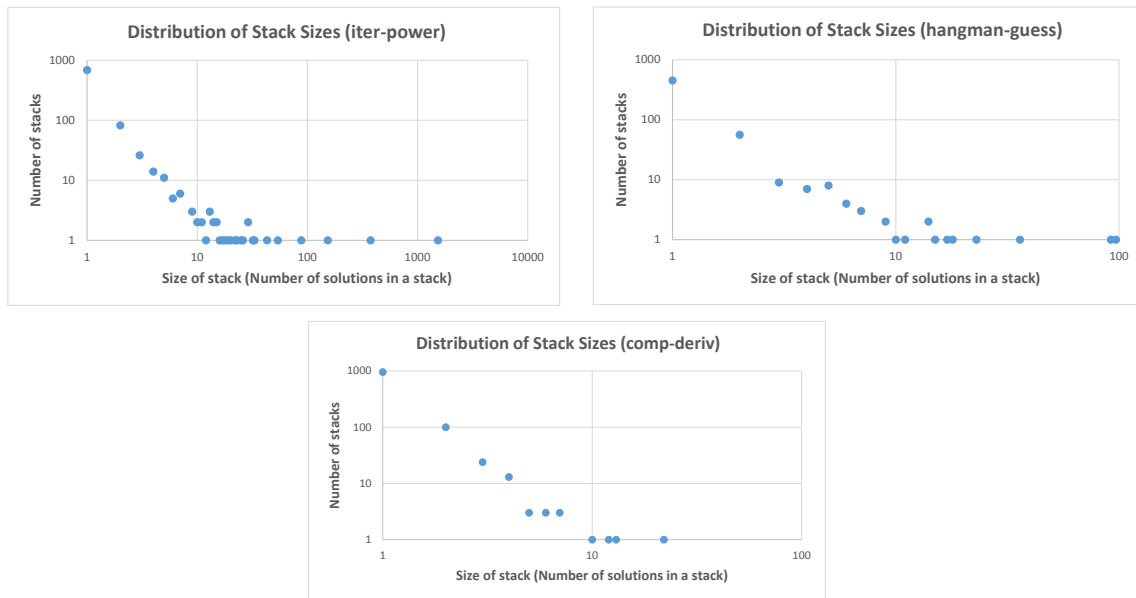 Distribution of Stack Sizes (iter-power)
Number of stacks
1000
100
10
1
1
10
100
1000
10000
Size of stack (Number of solutions in a stack)
Distribution of Stack Sizes (hangman-guess)
Number of stacks
1000
100
10
1
1
10
100
Size of stack (Number of solutions in a stack)
Distribution of Stack Sizes (comp-deriv)
Number of stacks
1000
100
10
1
1
10
100
Size of stack (Number of solutions in a stack)